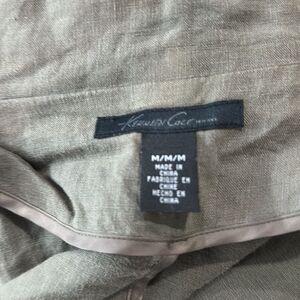 Kenneth Cole
M/M/M
MADE IN
CHINA
FABRIQUE EN
CHINE
HECHO EN
CHINA